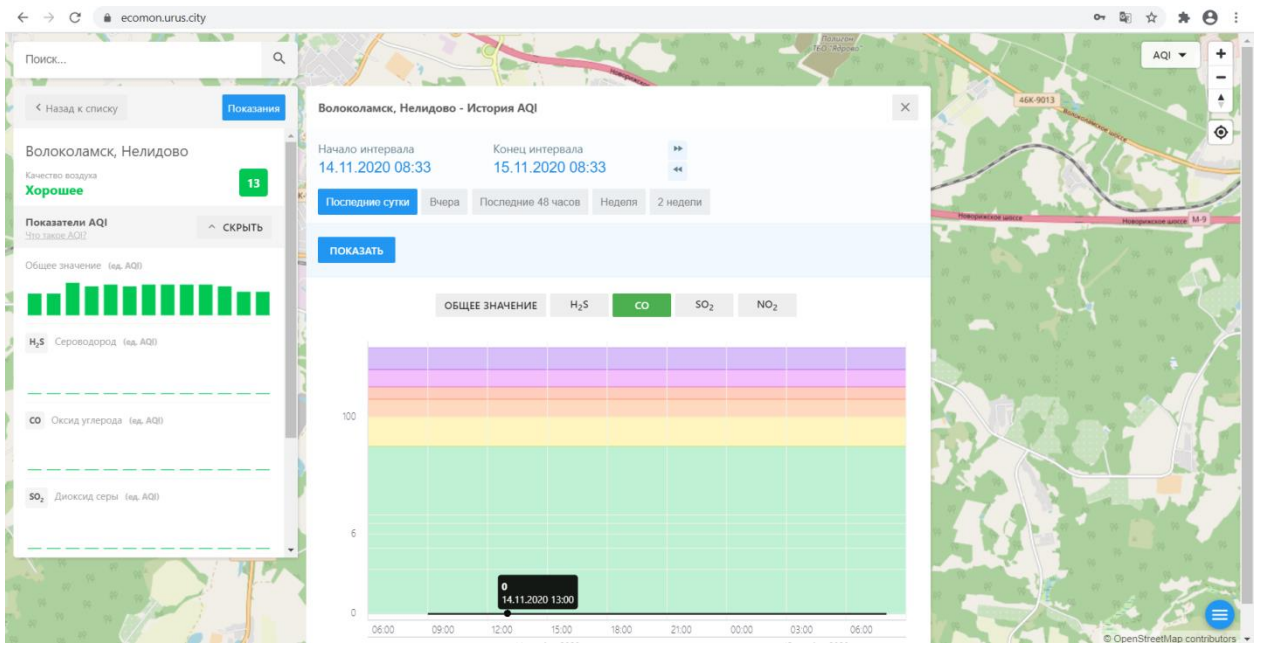 ecomon.urus.city
Поиск...
AQI
Назад к списку
Показания
Волоколамск, Нелидово
Качество воздуха
Хорошее
13
Показатели AQI
Что такое AQI?
СКРЫТЬ
Общее значение (ед. AQI)
H₂S Сероводород (ед. AQI)
CO Оксид углерода (ед. AQI)
SO₂ Диоксид серы (ед. AQI)
Волоколамск, Нелидово - История AQI
Начало интервала
14.11.2020 08:33
Конец интервала
15.11.2020 08:33
Последние сутки
Вчера
Последние 48 часов
Неделя
2 недели
ПОКАЗАТЬ
ОБЩЕЕ ЗНАЧЕНИЕ
H₂S
CO
SO₂
NO₂
100
6
0
0
14.11.2020 13:00
06:00 09:00 12:00 15:00 18:00 21:00 00:00 03:00 06:00
Полигон
ТБО "Ядрово"
46К-9013
Волоколамское шоссе
Новорижское шоссе
Новорижское шоссе
М-9
© OpenStreetMap contributors